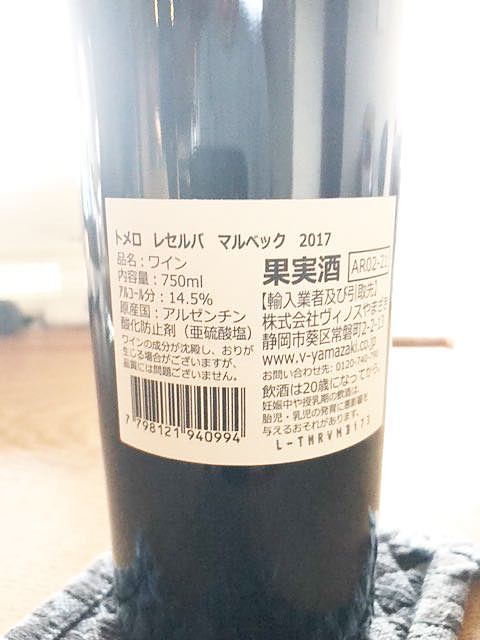 トメロ レセルバ マルベック 2017
品名：ワイン
内容量：750ml
ｱﾙｺｰﾙ分：14.5%
原産国：アルゼンチン
酸化防止剤（亜硫酸塩）
ワインの成分が沈殿し、おりが
生じる場合がございますが、
品質には問題ございません。
7 798121 940994
果実酒 AR02-21
【輸入業者及び引取先】
株式会社ヴィノスやまざき
静岡市葵区常磐町2-2-13
www.v-yamazaki.co.jp
お問い合わせ先：0120-740-790
飲酒は20歳になってから。
妊娠中や授乳期の飲酒は、
胎児・乳児の発育に悪影響を
与えるおそれがあります。
L-TMRVMB173